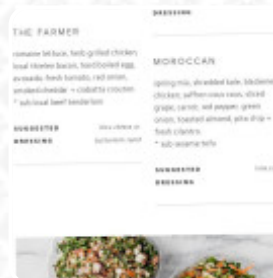 THE FARMER
romaine lettuce, herb grilled chicken,
local bacon, hard boiled egg,
avocado, fresh tomato, red onion,
smoked cheddar + ciabatta crouton
* sub local beef tenderloin
SUGGESTED
DRESSING
DRESSING
MOROCCAN
spring mix, shredded kale,
chicken, saffron cous cous, sliced
grape, carrot, red pepper, green
onion, toasted almond, pita chip +
fresh cilantro
* sub sesame tofu
SUGGESTED
DRESSING